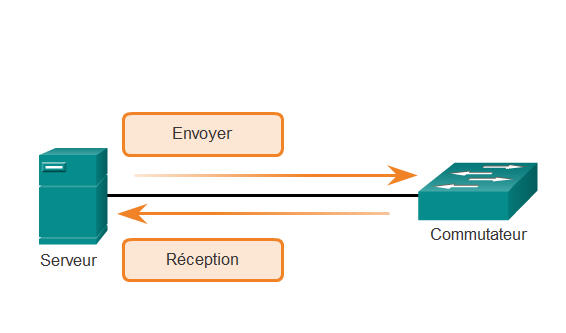 Envoyer
Serveur
Commutateur
Réception